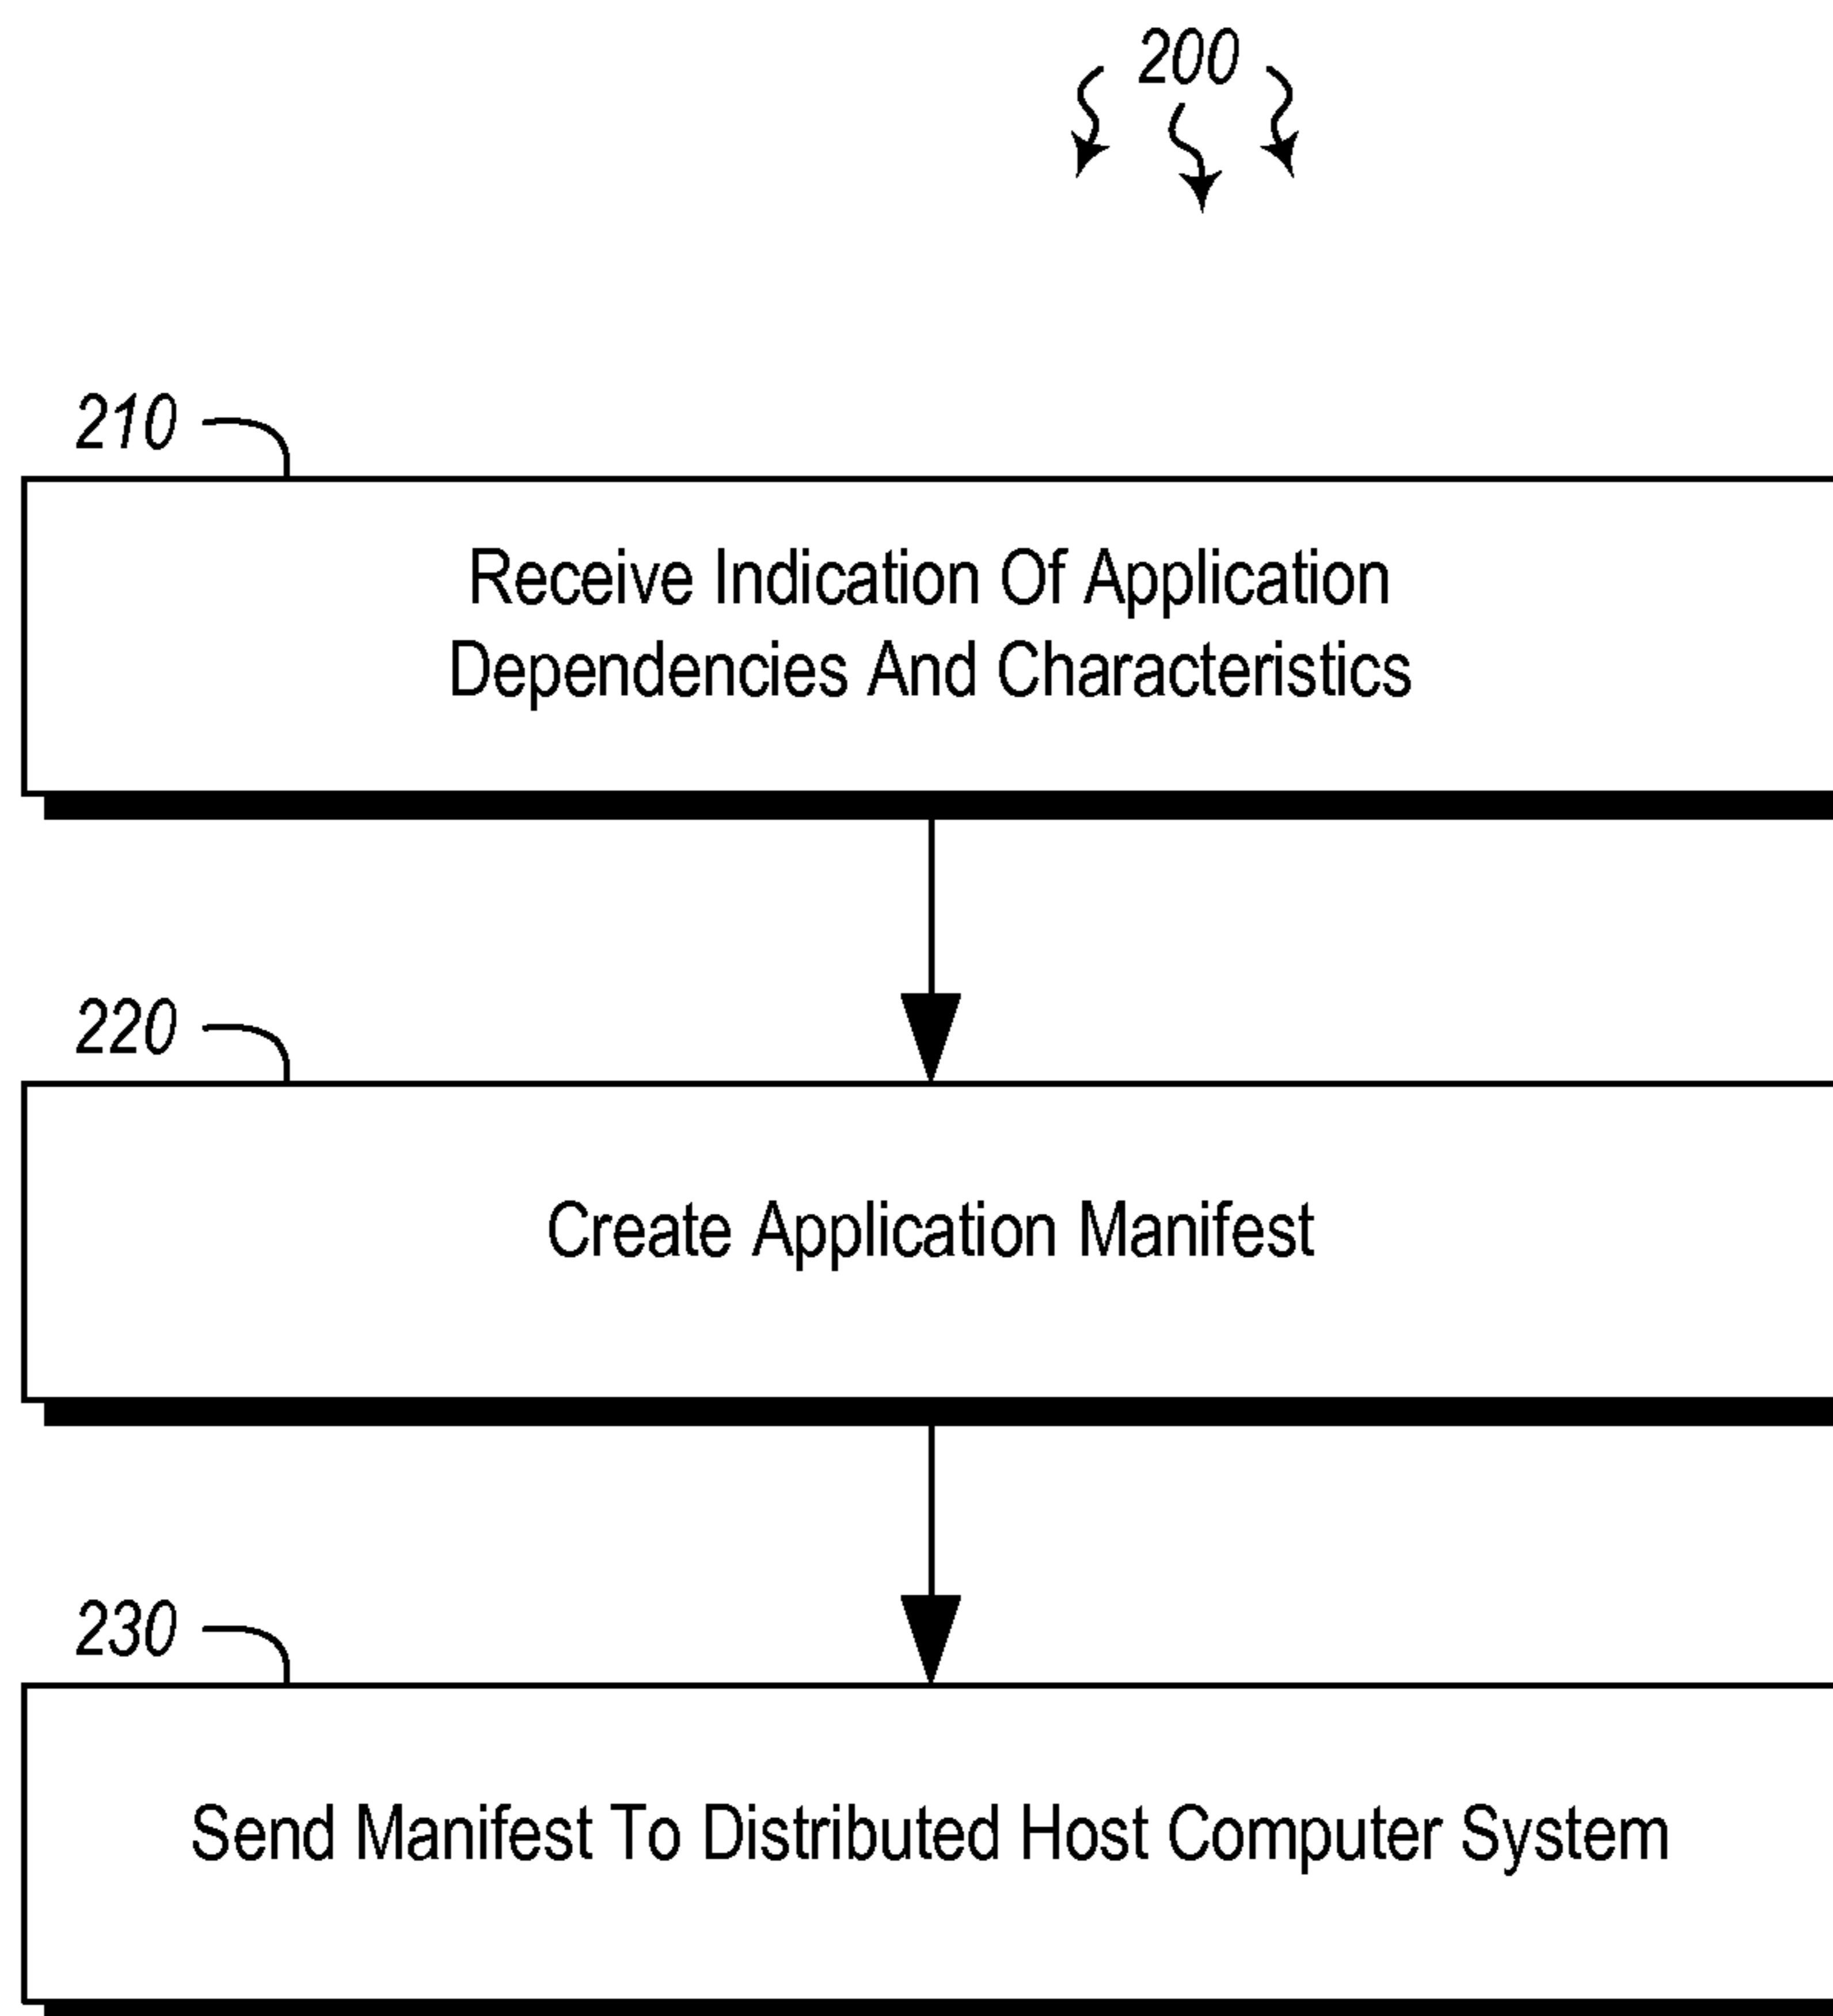 200
210
Receive Indication Of Application
Dependencies And Characteristics
220
Create Application Manifest
230
Send Manifest To Distributed Host Computer System